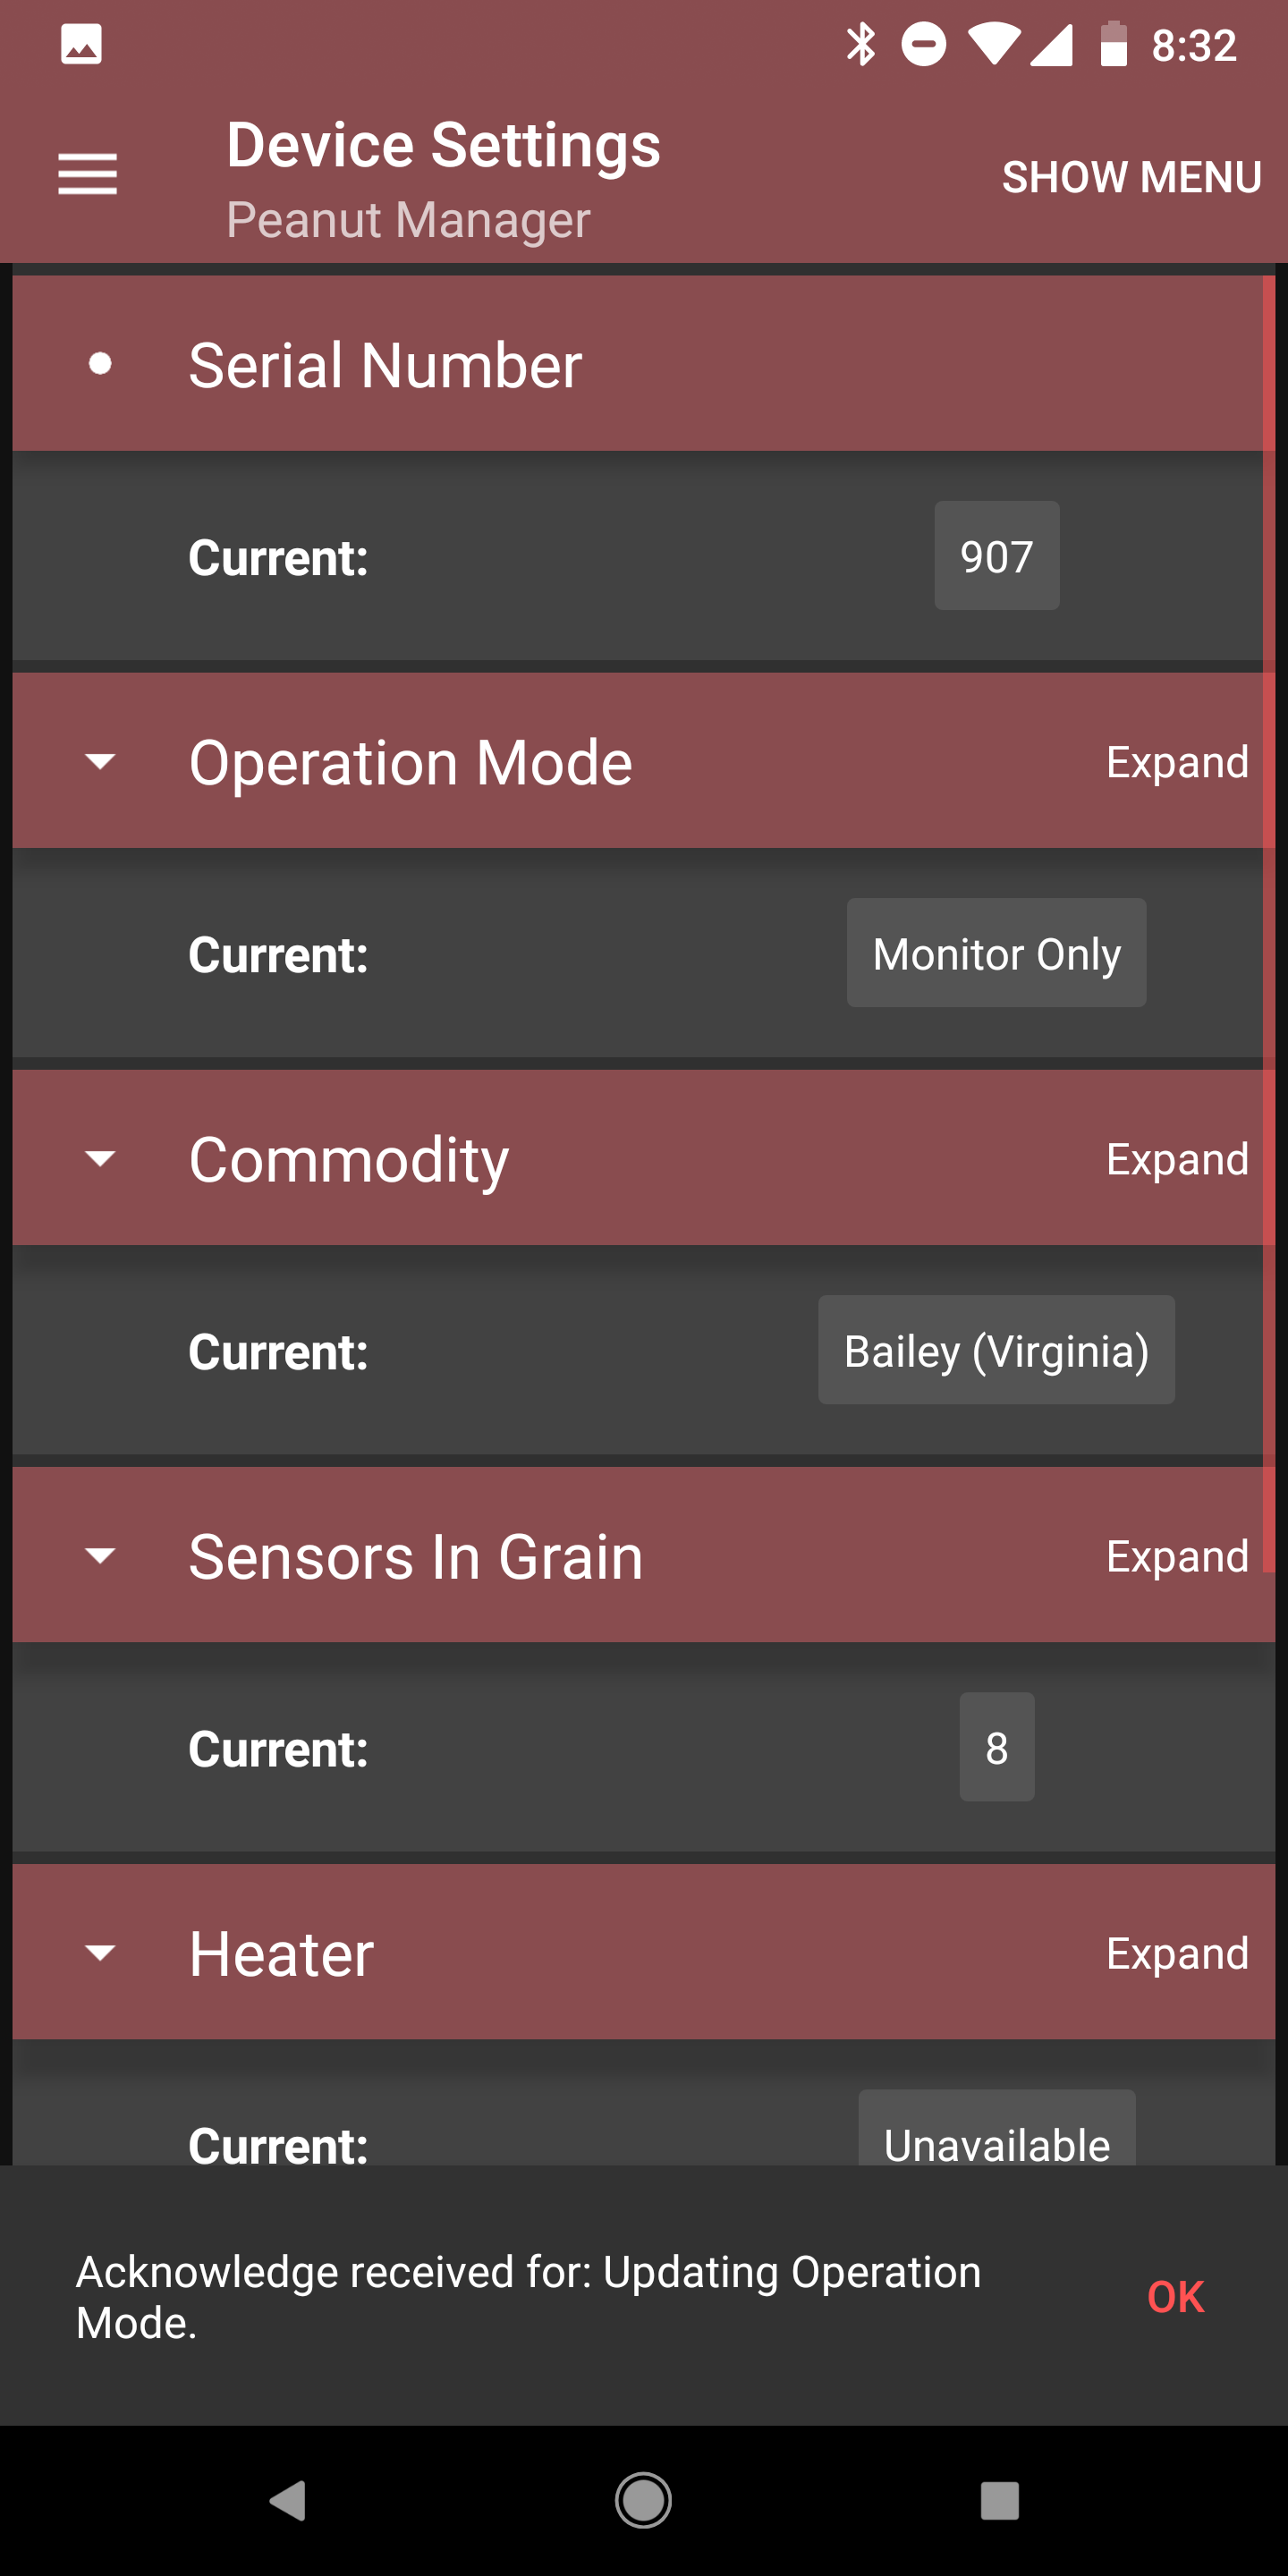 8:32
Device Settings
Peanut Manager
SHOW MENU
Serial Number
Current: 907
Operation Mode Expand
Current: Monitor Only
Commodity Expand
Current: Bailey (Virginia)
Sensors In Grain Expand
Current: 8
Heater Expand
Current: Unavailable
Acknowledge received for: Updating Operation
Mode.
OK